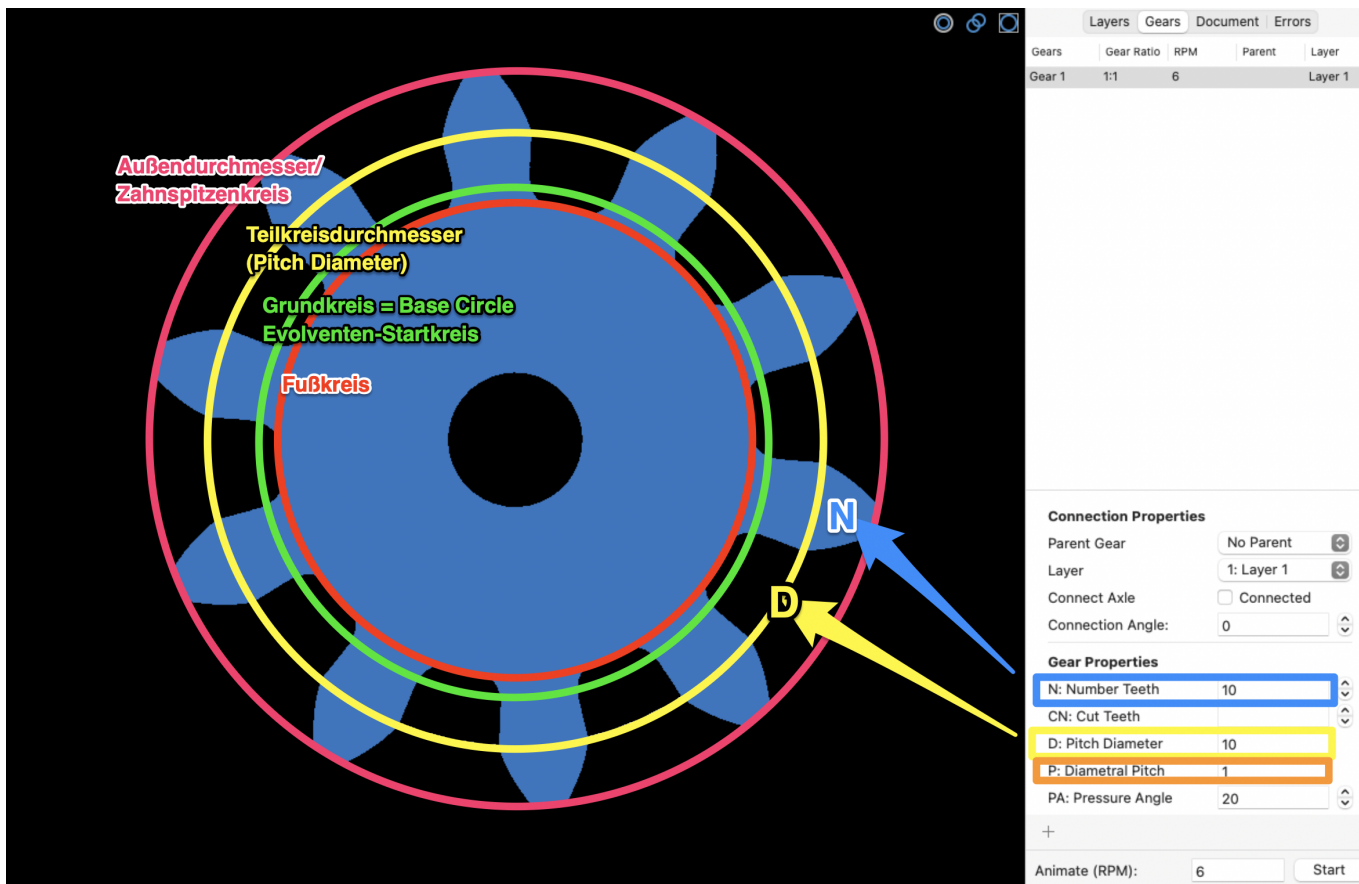 Layers Gears Document Errors
Gears Gear Ratio RPM Parent Layer
Gear 1 1:1 6 Layer 1
Außendurchmesser/
Zahnspitzenkreis
Teilkreisdurchmesser
(Pitch Diameter)
Grundkreis = Base Circle
Evolventen-Startkreis
Fußkreis
N
D
Connection Properties
Parent Gear No Parent
Layer 1: Layer 1
Connect Axle Connected
Connection Angle: 0
Gear Properties
N: Number Teeth 10
CN: Cut Teeth
D: Pitch Diameter 10
P: Diametral Pitch 1
PA: Pressure Angle 20
+
Animate (RPM): 6 Start